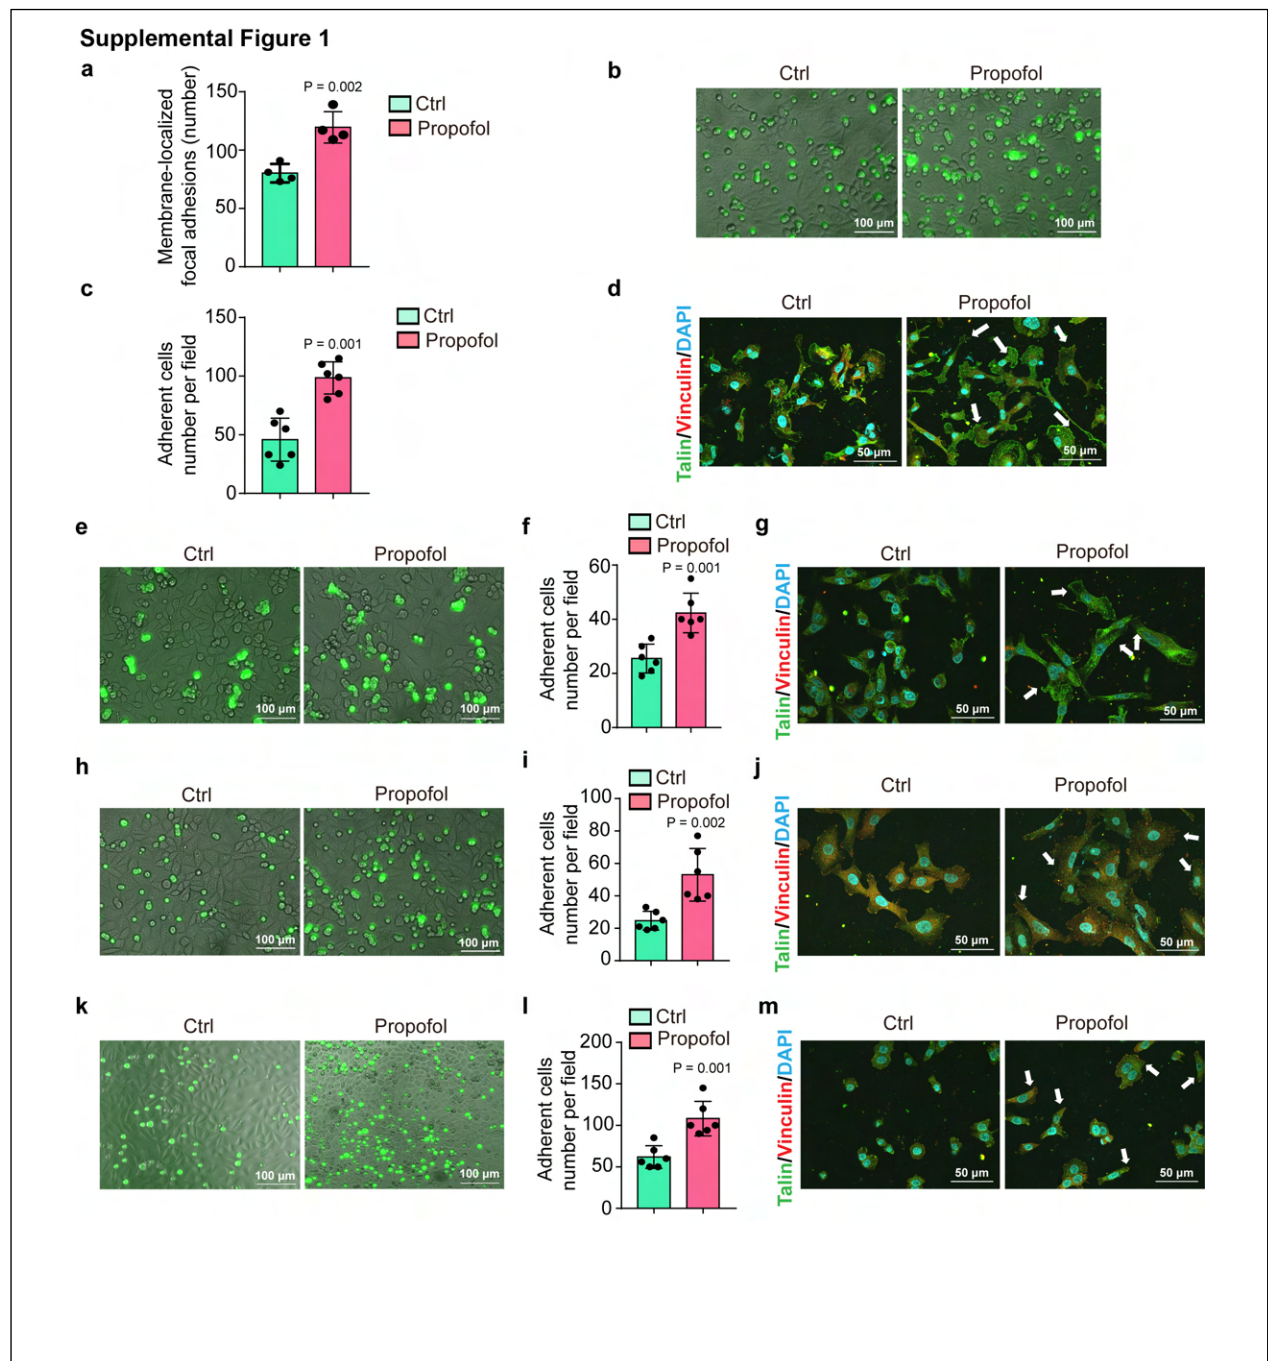 Supplemental Figure 1
a
Membrane-localized
focal adhesions (number)
150
100
50
0
P = 0.002
Ctrl
Propofol
b
Ctrl
Propofol
100 µm
100 µm
c
Adherent cells
number per field
150
100
50
0
P = 0.001
Ctrl
Propofol
d
Talin/Vinculin/DAPI
Ctrl
Propofol
50 µm
50 µm
e
Ctrl
Propofol
100 µm
100 µm
f
Ctrl
Propofol
P = 0.001
Adherent cells
number per field
60
40
20
0
g
Talin/Vinculin/DAPI
Ctrl
Propofol
50 µm
50 µm
h
Ctrl
Propofol
100 µm
100 µm
i
Ctrl
Propofol
P = 0.002
Adherent cells
number per field
100
80
60
40
20
0
j
Talin/Vinculin/DAPI
Ctrl
Propofol
50 µm
50 µm
k
Ctrl
Propofol
100 µm
100 µm
l
Ctrl
Propofol
P = 0.001
Adherent cells
number per field
200
150
100
50
0
m
Talin/Vinculin/DAPI
Ctrl
Propofol
50 µm
50 µm